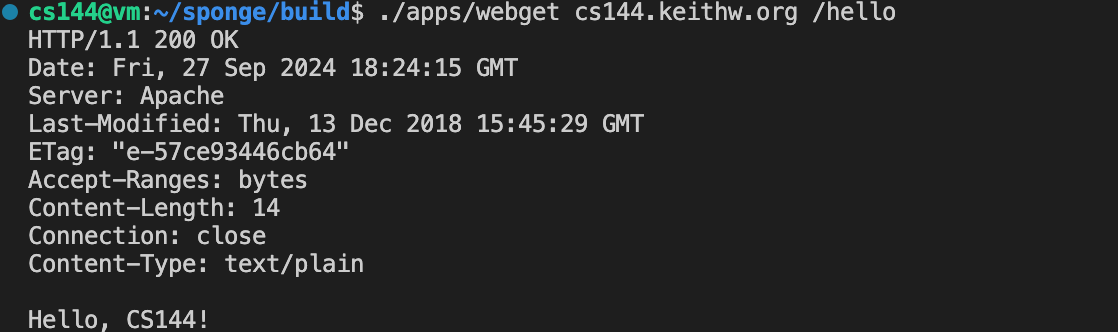 cs144@vm:~/sponge/build$ ./apps/webget cs144.keithw.org /hello
HTTP/1.1 200 OK
Date: Fri, 27 Sep 2024 18:24:15 GMT
Server: Apache
Last-Modified: Thu, 13 Dec 2018 15:45:29 GMT
ETag: "e-57ce93446cb64"
Accept-Ranges: bytes
Content-Length: 14
Connection: close
Content-Type: text/plain

Hello, CS144!